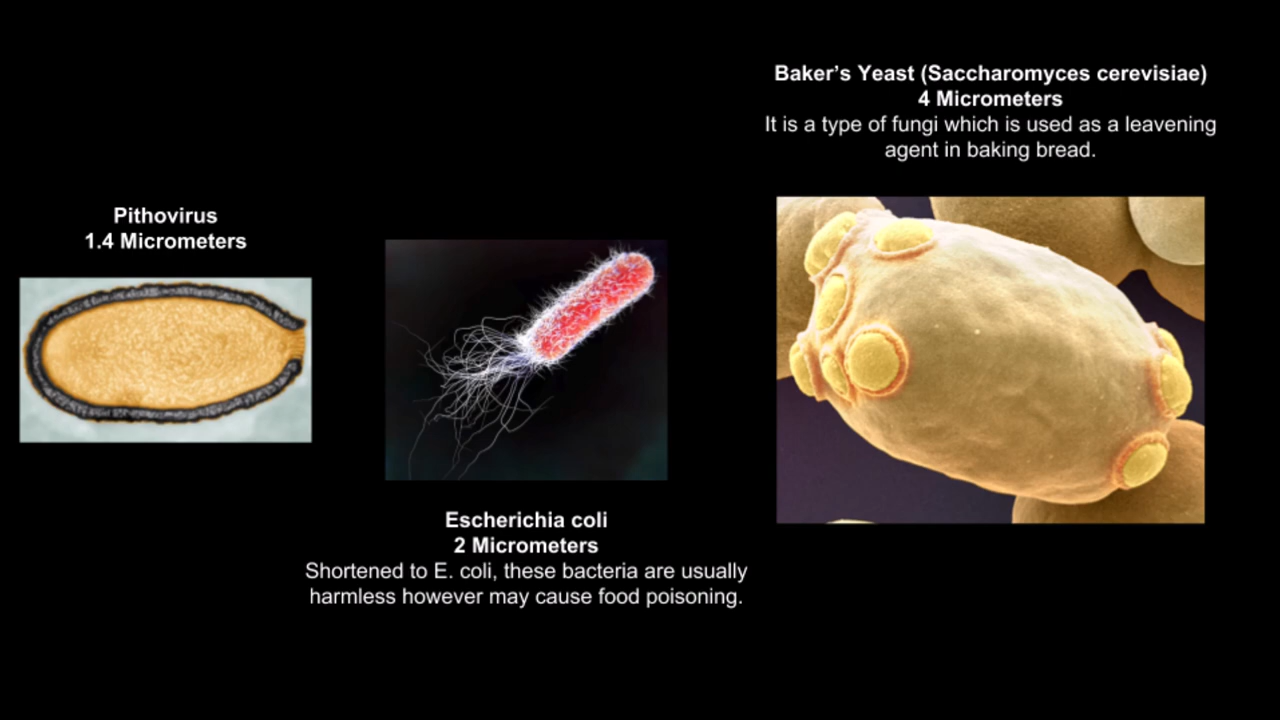 Pithovirus
1.4 Micrometers
Escherichia coli
2 Micrometers
Shortened to E. coli, these bacteria are usually
harmless however may cause food poisoning.
Baker’s Yeast (Saccharomyces cerevisiae)
4 Micrometers
It is a type of fungi which is used as a leavening
agent in baking bread.